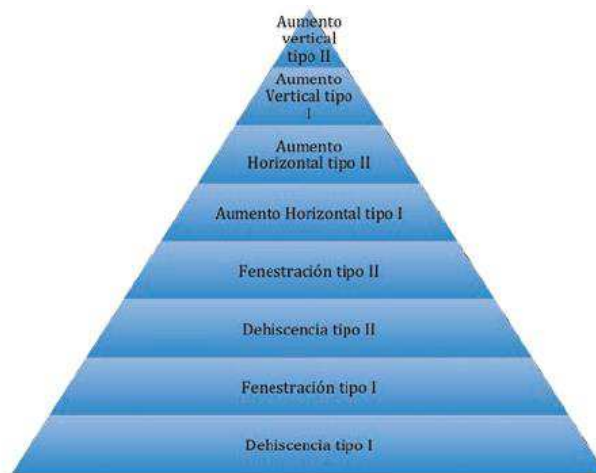 Aumento
vertical
tipo II
Aumento
Vertical tipo
I
Aumento
Horizontal tipo II
Aumento Horizontal tipo I
Fenestración tipo II
Dehiscencia tipo II
Fenestración tipo I
Dehiscencia tipo I